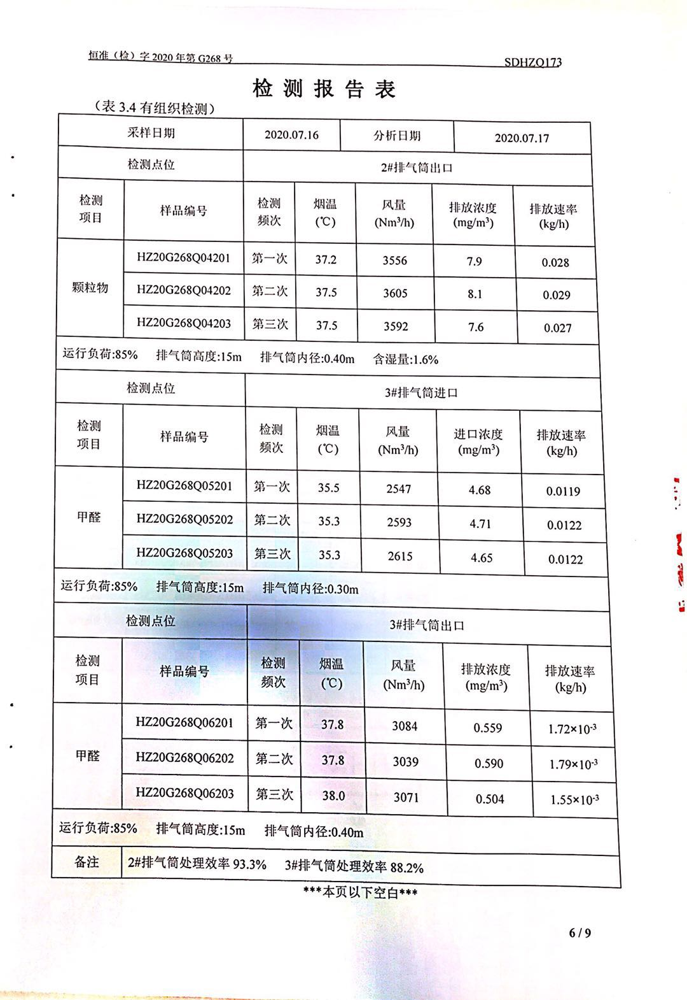 恒准（检）字 2020 年第 G268 号 SDHZQ173
检 测 报 告 表
（表 3.4 有组织检测）
采样日期 2020.07.16 分析日期 2020.07.17
检测点位 2#排气筒出口
检测项目 样品编号 检测频次 烟温(℃) 风量(Nm³/h) 排放浓度(mg/m³) 排放速率(kg/h)
颗粒物 HZ20G268Q04201 第一次 37.2 3556 7.9 0.028
HZ20G268Q04202 第二次 37.5 3605 8.1 0.029
HZ20G268Q04203 第三次 37.5 3592 7.6 0.027
运行负荷:85% 排气筒高度:15m 排气筒内径:0.40m 含湿量:1.6%
检测点位 3#排气筒进口
检测项目 样品编号 检测频次 烟温(℃) 风量(Nm³/h) 进口浓度(mg/m³) 排放速率(kg/h)
甲醛 HZ20G268Q05201 第一次 35.5 2547 4.68 0.0119
HZ20G268Q05202 第二次 35.3 2593 4.71 0.0122
HZ20G268Q05203 第三次 35.3 2615 4.65 0.0122
运行负荷:85% 排气筒高度:15m 排气筒内径:0.30m
检测点位 3#排气筒出口
检测项目 样品编号 检测频次 烟温(℃) 风量(Nm³/h) 排放浓度(mg/m³) 排放速率(kg/h)
甲醛 HZ20G268Q06201 第一次 37.8 3084 0.559 1.72×10⁻³
HZ20G268Q06202 第二次 37.8 3039 0.590 1.79×10⁻³
HZ20G268Q06203 第三次 38.0 3071 0.504 1.55×10⁻³
运行负荷:85% 排气筒高度:15m 排气筒内径:0.40m
备注 2#排气筒处理效率 93.3% 3#排气筒处理效率 88.2%
***本页以下空白***
6 / 9